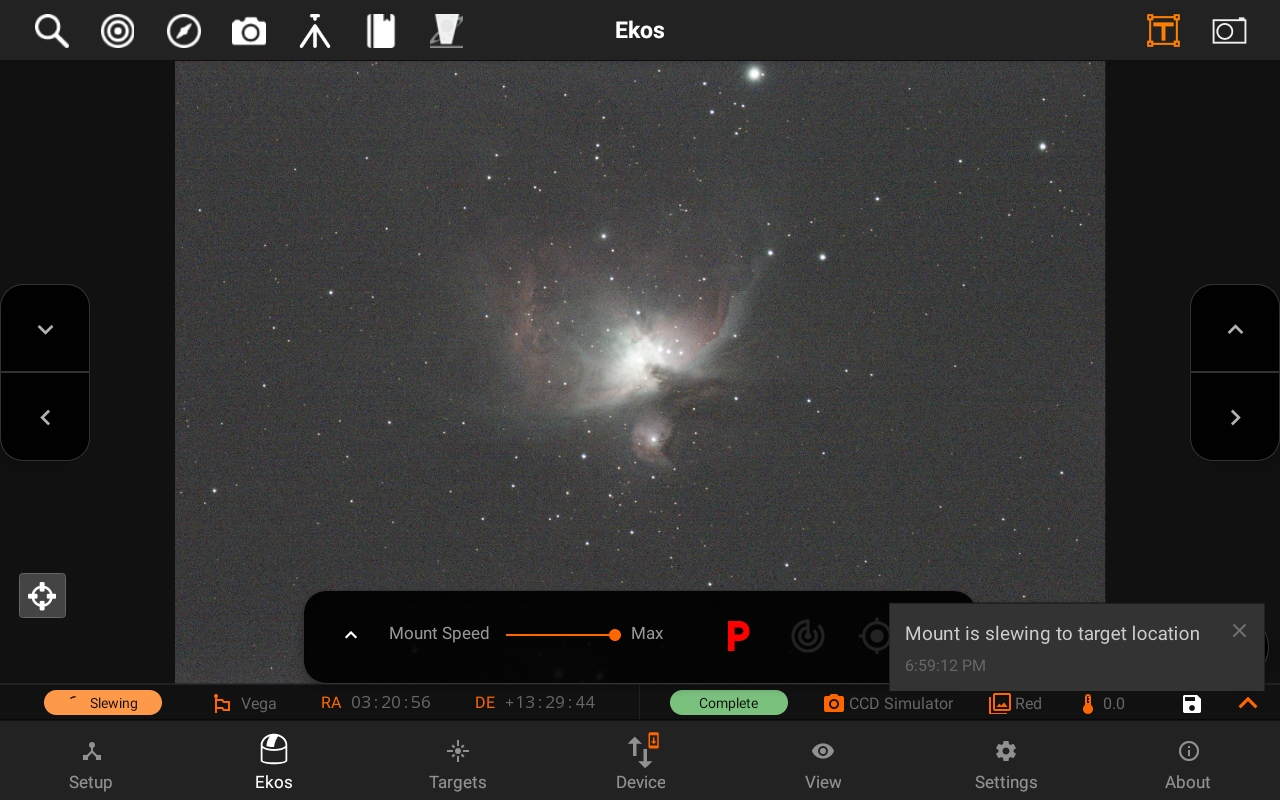 Ekos
T
Mount Speed Max P
Mount is slewing to target location
6:59:12 PM
Slewing Vega RA 03:20:56 DE +13:29:44 Complete CCD Simulator Red 0.0
Setup Ekos Targets Device View Settings About